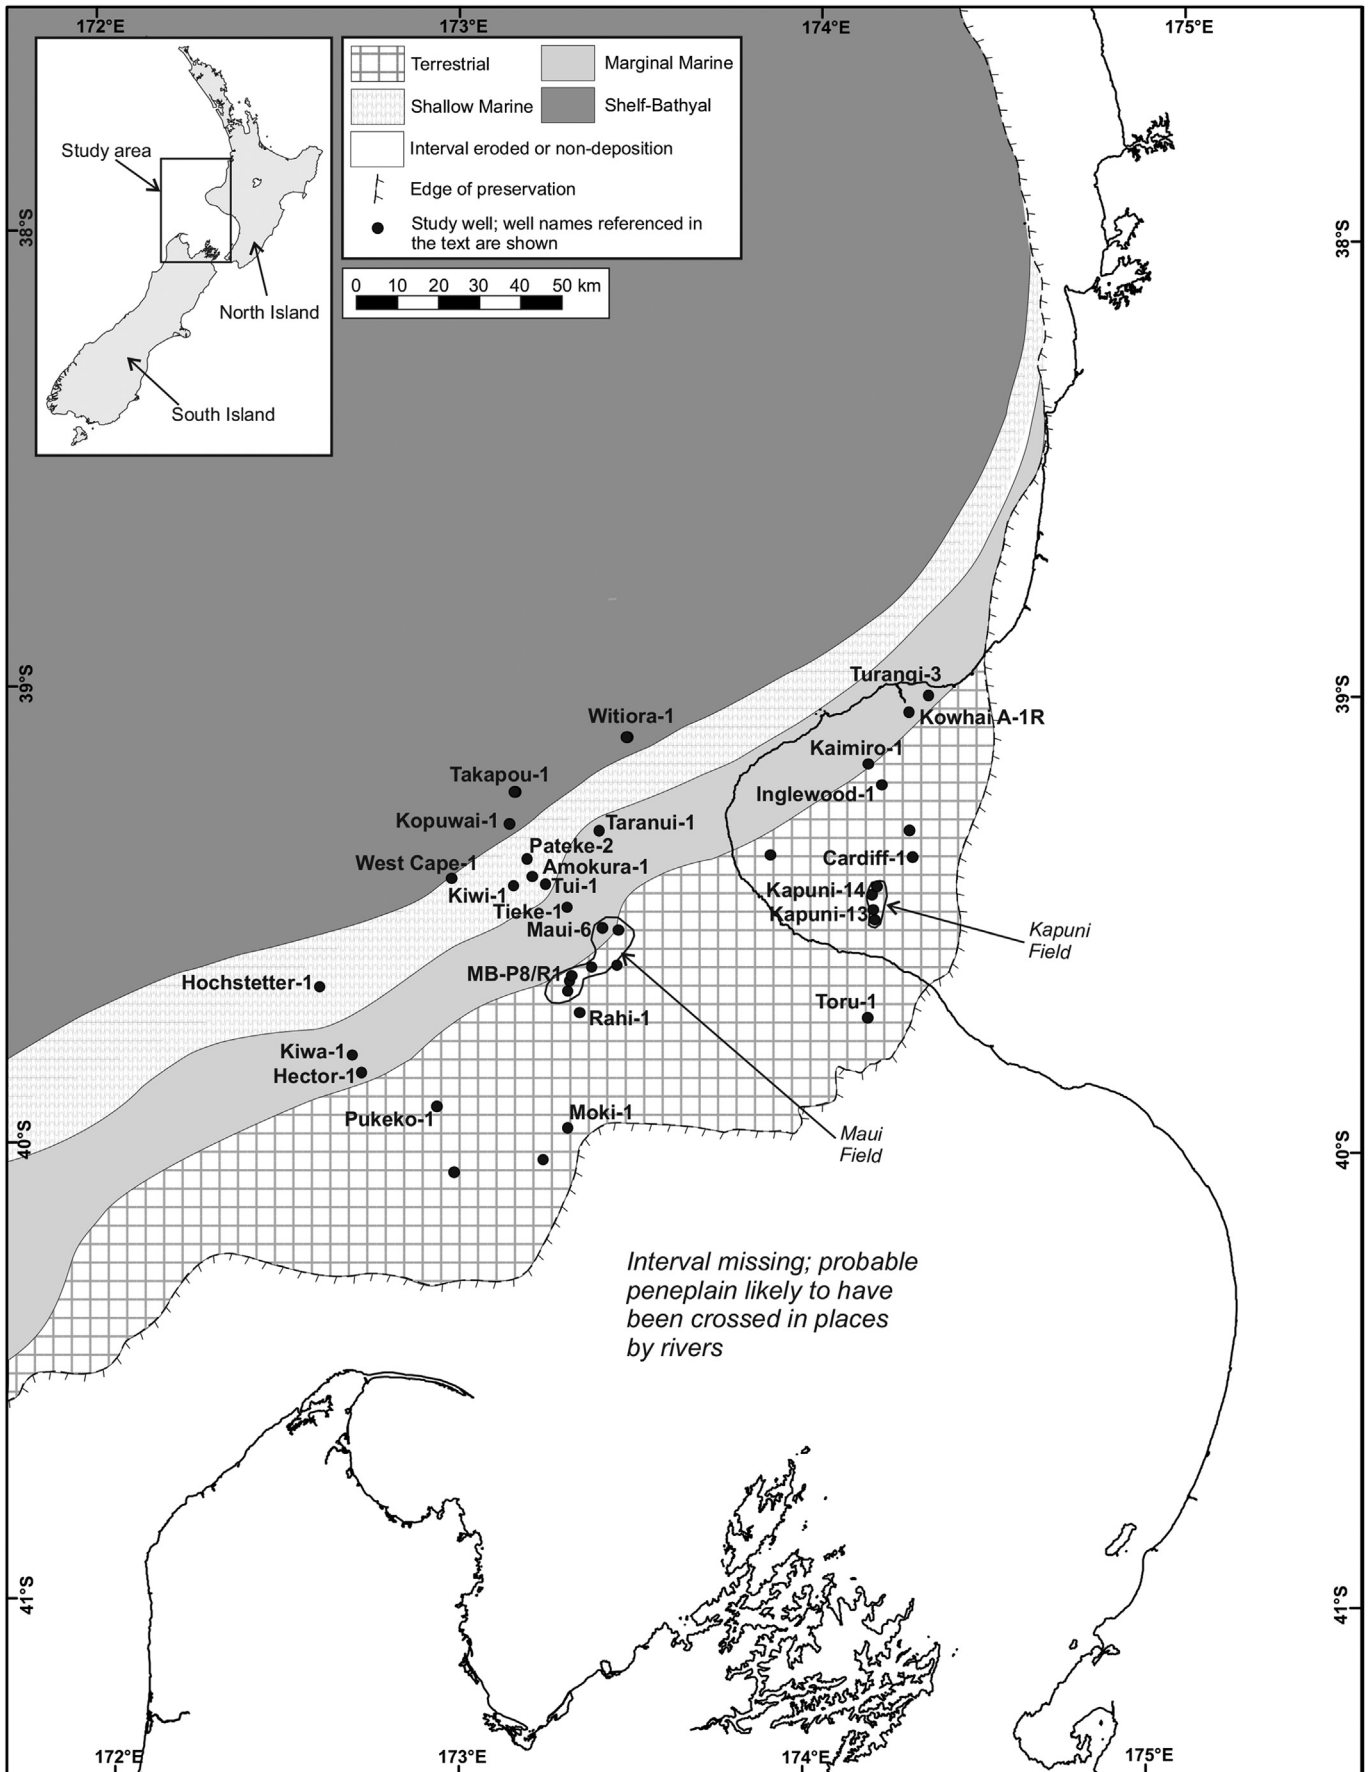 172°E
173°E
174°E
175°E
Study area
North Island
South Island
Terrestrial
Marginal Marine
Shallow Marine
Shelf-Bathyal
Interval eroded or non-deposition
Edge of preservation
Study well; well names referenced in
the text are shown
0 10 20 30 40 50 km
38°S
38°S
39°S
39°S
Turangi-3
Witiora-1
Kowhai A-1R
Kaimiro-1
Takapou-1
Inglewood-1
Kopuwai-1
Taranui-1
Pateke-2
West Cape-1
Amokura-1
Cardiff-1
Kiwi-1
Tui-1
Kapuni-14
Tieke-1
Kapuni-13
Maui-6
Kapuni
Field
MB-P8/R1
Hochstetter-1
Toru-1
Rahi-1
Kiwa-1
Hector-1
Pukeko-1
Moki-1
Maui
Field
40°S
40°S
Interval missing; probable
peneplain likely to have
been crossed in places
by rivers
41°S
41°S
172°E
173°E
174°E
175°E